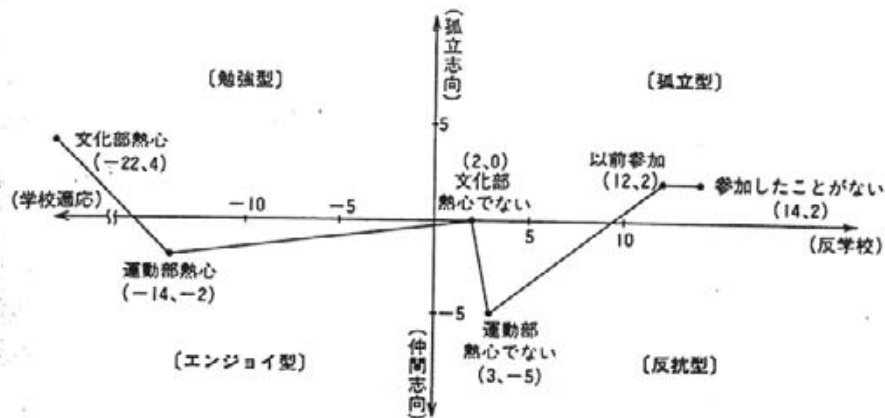 (孤立志向)
〔勉強型〕
〔孤立型〕
5
文化部熱心
(−22、4)
(2、0)
文化部
熱心でない
以前参加
(12、2)
参加したことがない
(14、2)
(学校適応)
−10
−5
5
10
(反学校)
運動部熱心
(−14、−2)
−5
運動部
熱心でない
(3、−5)
〔エンジョイ型〕
(仲間志向)
〔反抗型〕